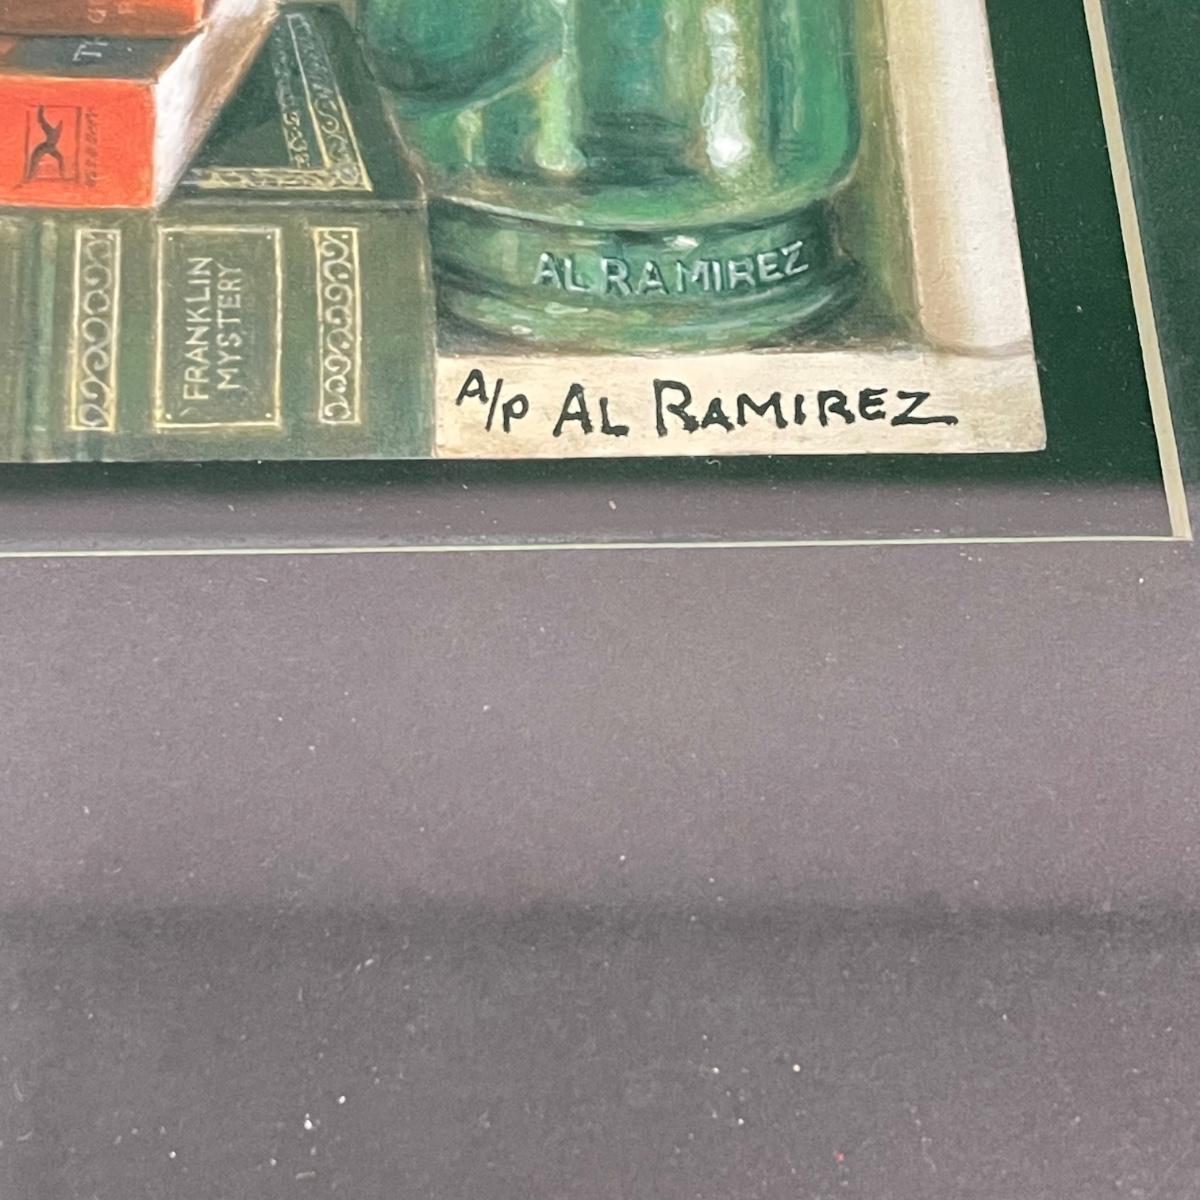 FRANKLIN
MYSTERY
AL RAMIREZ
A/P AL RAMIREZ